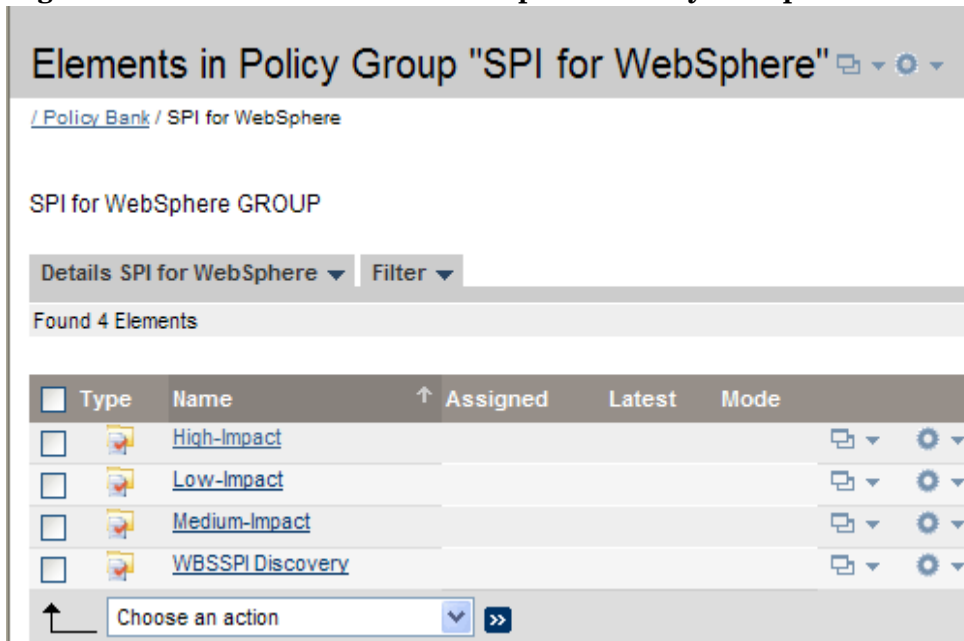 Elements in Policy Group "SPI for WebSphere"
/ Policy Bank / SPI for WebSphere
SPI for WebSphere GROUP
Details SPI for WebSphere Filter
Found 4 Elements
Type Name Assigned Latest Mode
High-Impact
Low-Impact
Medium-Impact
WBSSPI Discovery
Choose an action